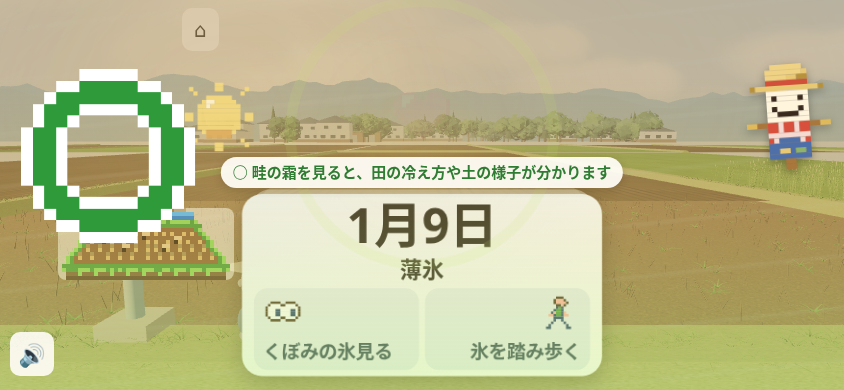 ○ 畦の霜を見ると、田の冷え方や土の様子が分かります
1月9日
薄氷
くぼみの氷見る
氷を踏み歩く